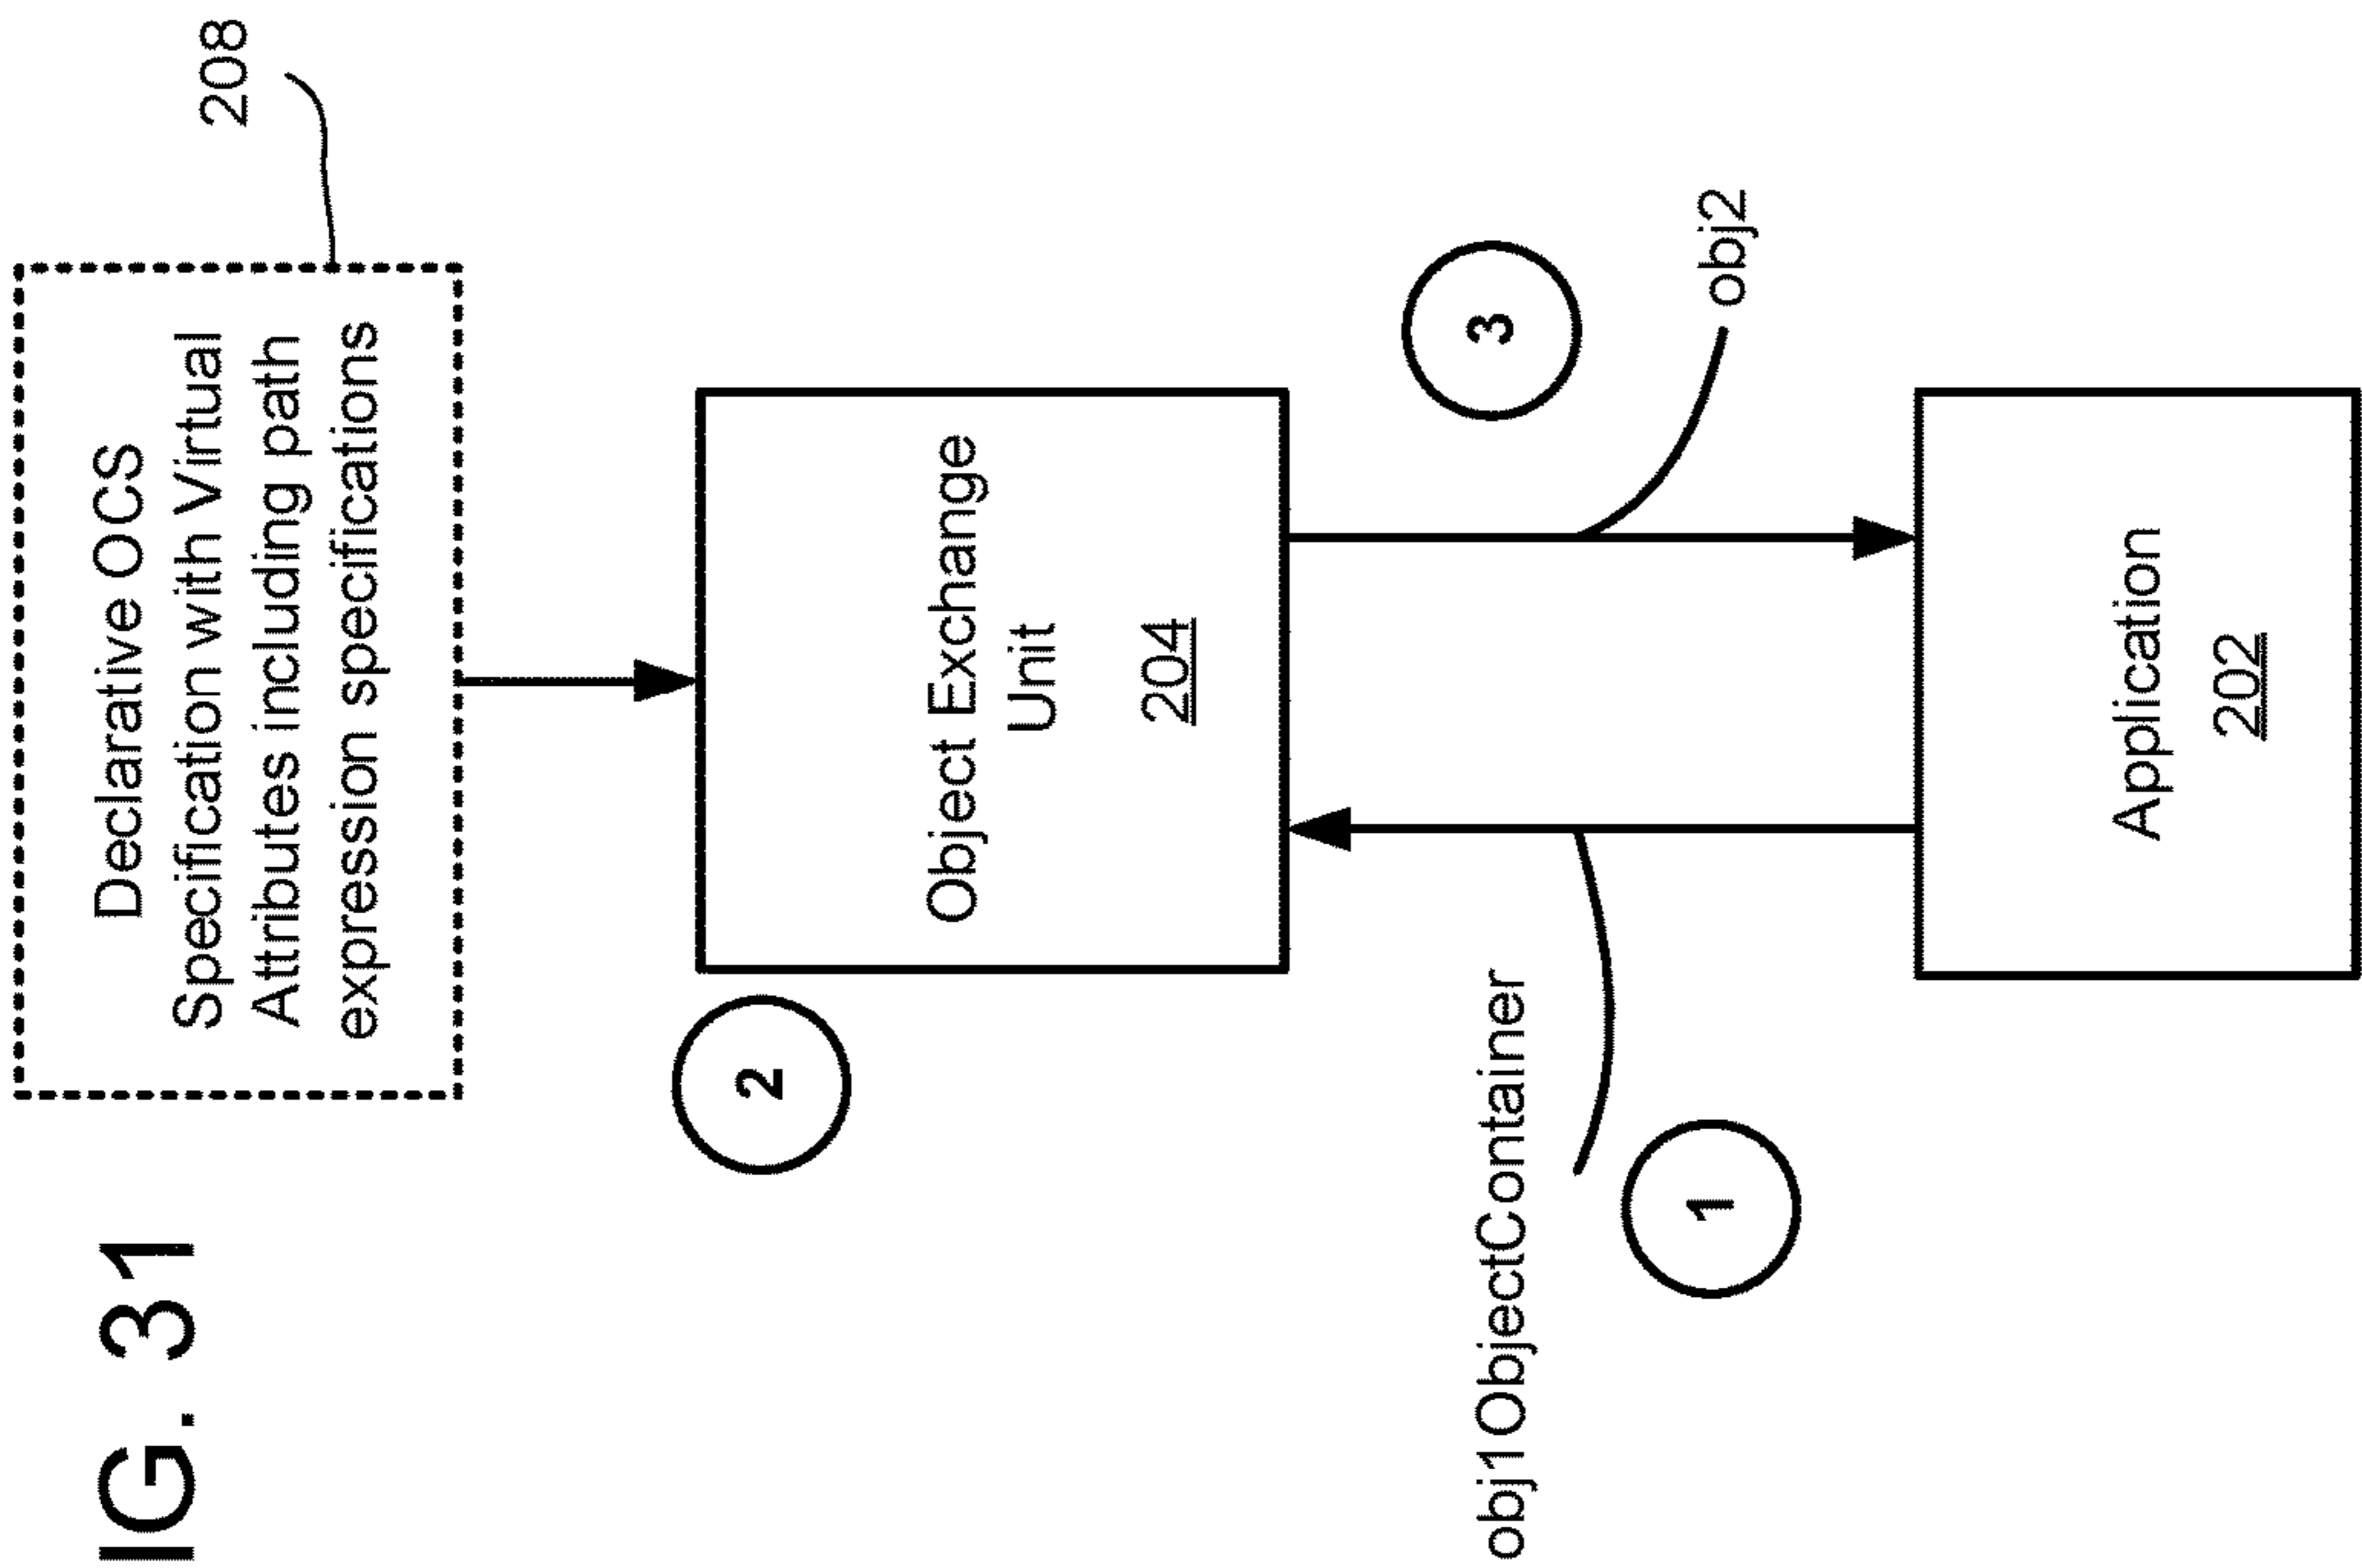 IG. 31
208
Declarative OCS
Specification with Virtual
Attributes including path
expression specifications
2
Object Exchange
Unit
204
obj1ObjectContainer
1
3
obj2
Application
202